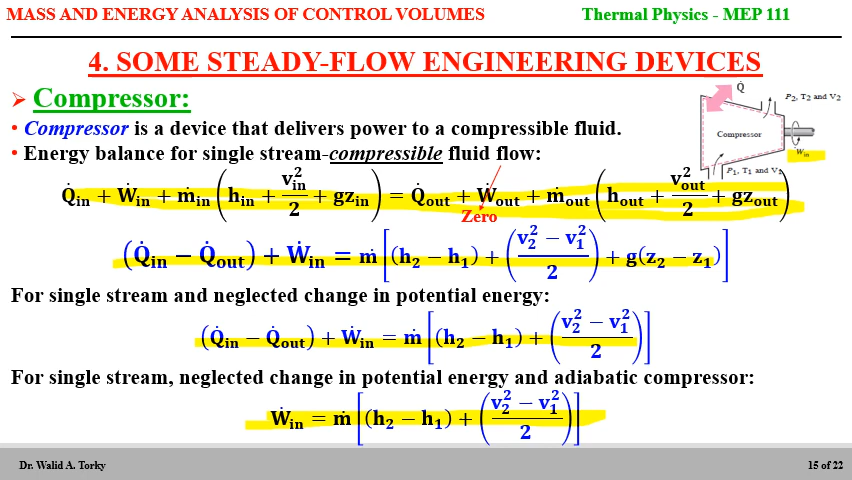 MASS AND ENERGY ANALYSIS OF CONTROL VOLUMES
Thermal Physics - MEP 111
4. SOME STEADY-FLOW ENGINEERING DEVICES
➢ Compressor:
• Compressor is a device that delivers power to a compressible fluid.
• Energy balance for single stream-compressible fluid flow:
Q̇
P2, T2 and V2
Compressor
Ẇin
P1, T1 and V1
Q̇in + Ẇin + ṁin (hin + v²in/2 + gzin) = Q̇out + Ẇout + ṁout (hout + v²out/2 + gzout)
Zero
(Q̇in − Q̇out) + Ẇin = ṁ [(h2 − h1) + ((v2² − v1²)/2) + g(z2 − z1)]
For single stream and neglected change in potential energy:
(Q̇in − Q̇out) + Ẇin = ṁ [(h2 − h1) + ((v2² − v1²)/2)]
For single stream, neglected change in potential energy and adiabatic compressor:
Ẇin = ṁ [(h2 − h1) + ((v2² − v1²)/2)]
Dr. Walid A. Torky
15 of 22